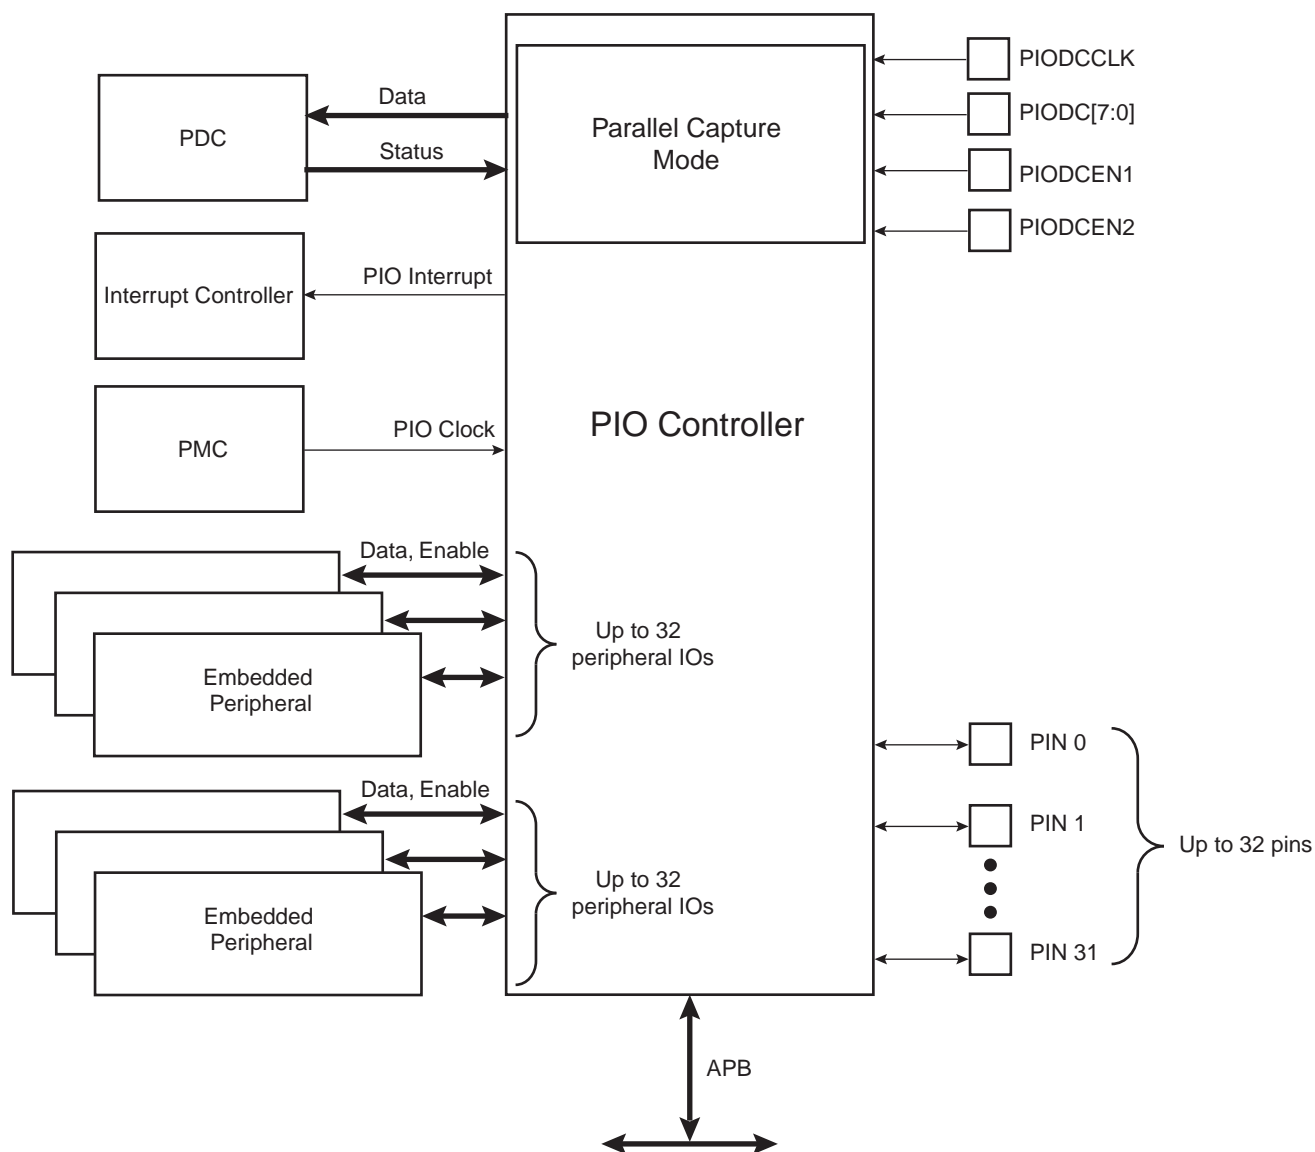 PIODCCLK
Data
PDC
Parallel Capture
Mode
PIODC[7:0]
Status
PIODCEN1
PIODCEN2
PIO Interrupt
Interrupt Controller
PIO Controller
PIO Clock
PMC
Data, Enable
Up to 32
peripheral IOs
Embedded
Peripheral
PIN 0
Data, Enable
PIN 1
Up to 32 pins
Up to 32
peripheral IOs
Embedded
Peripheral
PIN 31
APB